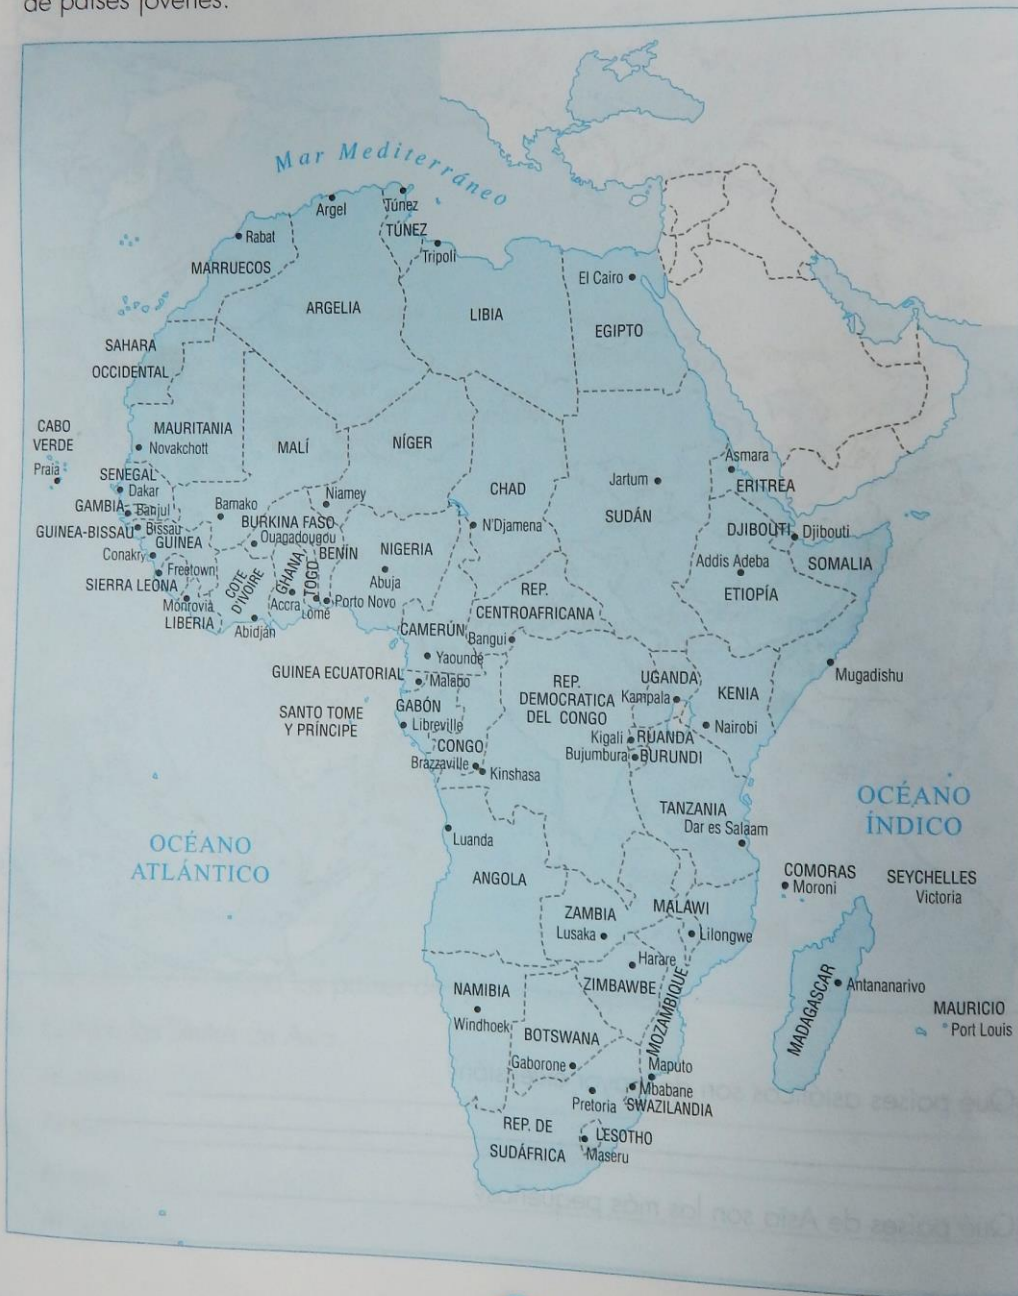 de países jóvenes.
Mar Mediterráneo
Argel
Túnez
TÚNEZ
Rabat
Trípoli
MARRUECOS
El Cairo
ARGELIA
LIBIA
EGIPTO
SAHARA
OCCIDENTAL
CABO
VERDE
Praia
MAURITANIA
Novakchott
MALÍ
NÍGER
CHAD
Jartum
SUDÁN
Asmara
ERITREA
SENEGAL
Dakar
GAMBIA
Banjul
GUINEA-BISSAU
Bissau
GUINEA
Conakry
Freetown
SIERRA LEONA
Monrovia
LIBERIA
Bamako
Niamey
BURKINA FASO
Ouagadougou
COTE
D'IVOIRE
GHANA
TOGO
BENÍN
NIGERIA
Abuja
Accra
Lomé
Porto Novo
Abidján
N'Djamena
DJIBOUTI
Djibouti
Addis Adeba
SOMALIA
ETIOPÍA
REP.
CENTROAFRICANA
CAMERÚN
Bangui
Yaoundé
GUINEA ECUATORIAL
Malabo
SANTO TOME
Y PRÍNCIPE
GABÓN
Libreville
CONGO
Brazzaville
Kinshasa
REP.
DEMOCRATICA
DEL CONGO
UGANDA
Kampala
KENIA
Mugadishu
Nairobi
Kigali
RUANDA
Bujumbura
BURUNDI
TANZANIA
Dar es Salaam
OCÉANO
ÍNDICO
OCÉANO
ATLÁNTICO
Luanda
ANGOLA
COMORAS
Moroni
SEYCHELLES
Victoria
ZAMBIA
Lusaka
MALAWI
Lilongwe
Harare
ZIMBABWE
MOZAMBIQUE
MADAGASCAR
Antananarivo
MAURICIO
Port Louis
NAMIBIA
Windhoek
BOTSWANA
Gaborone
Maputo
Mbabane
Pretoria
SWAZILANDIA
REP. DE
SUDÁFRICA
LESOTHO
Maseru